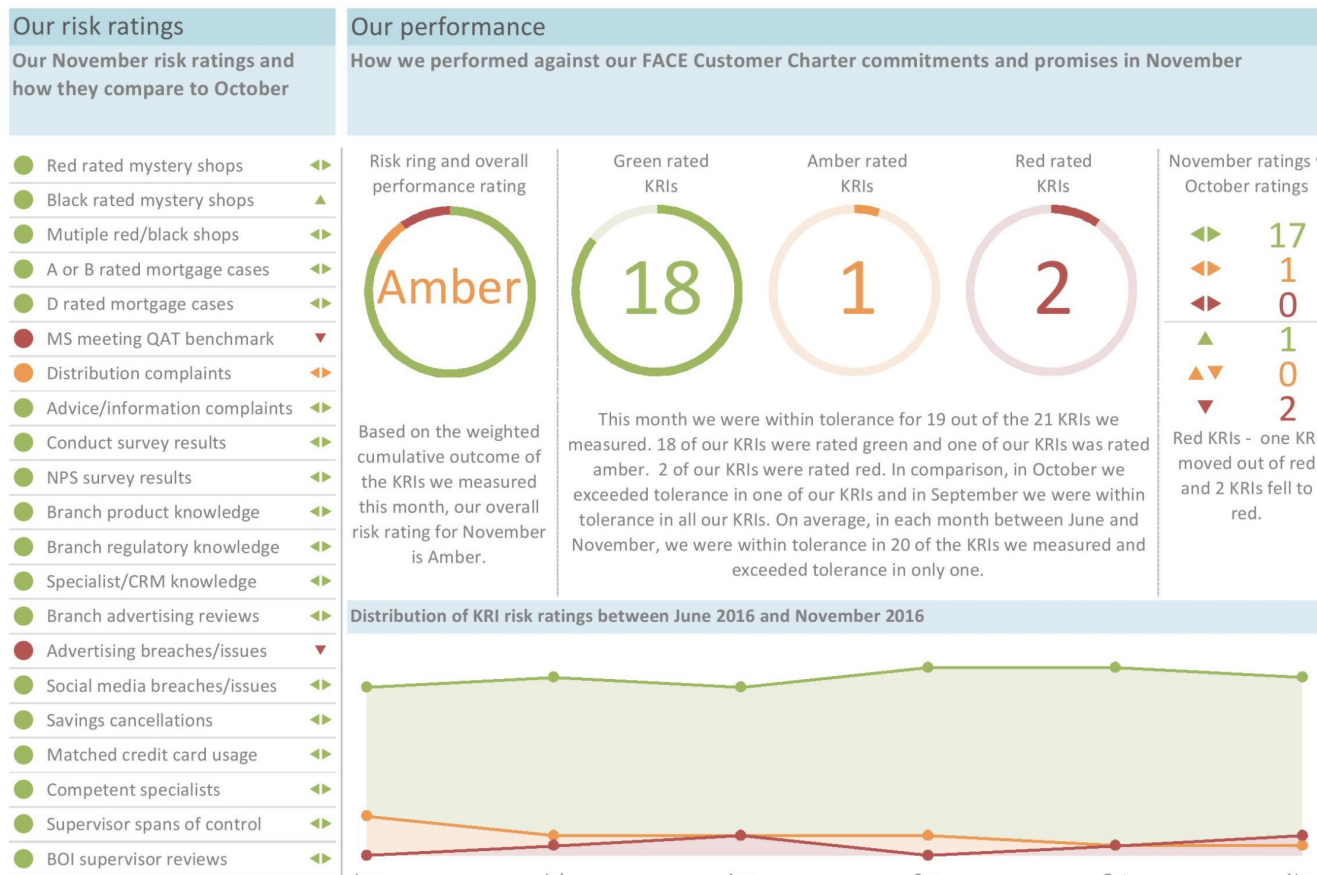 Our risk ratings
Our November risk ratings and
how they compare to October
Red rated mystery shops
Black rated mystery shops
Mutiple red/black shops
A or B rated mortgage cases
D rated mortgage cases
MS meeting QAT benchmark
Distribution complaints
Advice/information complaints
Conduct survey results
NPS survey results
Branch product knowledge
Branch regulatory knowledge
Specialist/CRM knowledge
Branch advertising reviews
Advertising breaches/issues
Social media breaches/issues
Savings cancellations
Matched credit card usage
Competent specialists
Supervisor spans of control
BOI supervisor reviews
Our performance
How we performed against our FACE Customer Charter commitments and promises in November
Risk ring and overall
performance rating
Amber
Based on the weighted
cumulative outcome of
the KRIs we measured
this month, our overall
risk rating for November
is Amber.
Green rated
KRIs
18
Amber rated
KRIs
1
Red rated
KRIs
2
This month we were within tolerance for 19 out of the 21 KRIs we
measured. 18 of our KRIs were rated green and one of our KRIs was rated
amber. 2 of our KRIs were rated red. In comparison, in October we
exceeded tolerance in one of our KRIs and in September we were within
tolerance in all our KRIs. On average, in each month between June and
November, we were within tolerance in 20 of the KRIs we measured and
exceeded tolerance in only one.
November ratings
October ratings
17
1
0
1
0
2
Red KRIs - one KR
moved out of red
and 2 KRIs fell to
red.
Distribution of KRI risk ratings between June 2016 and November 2016